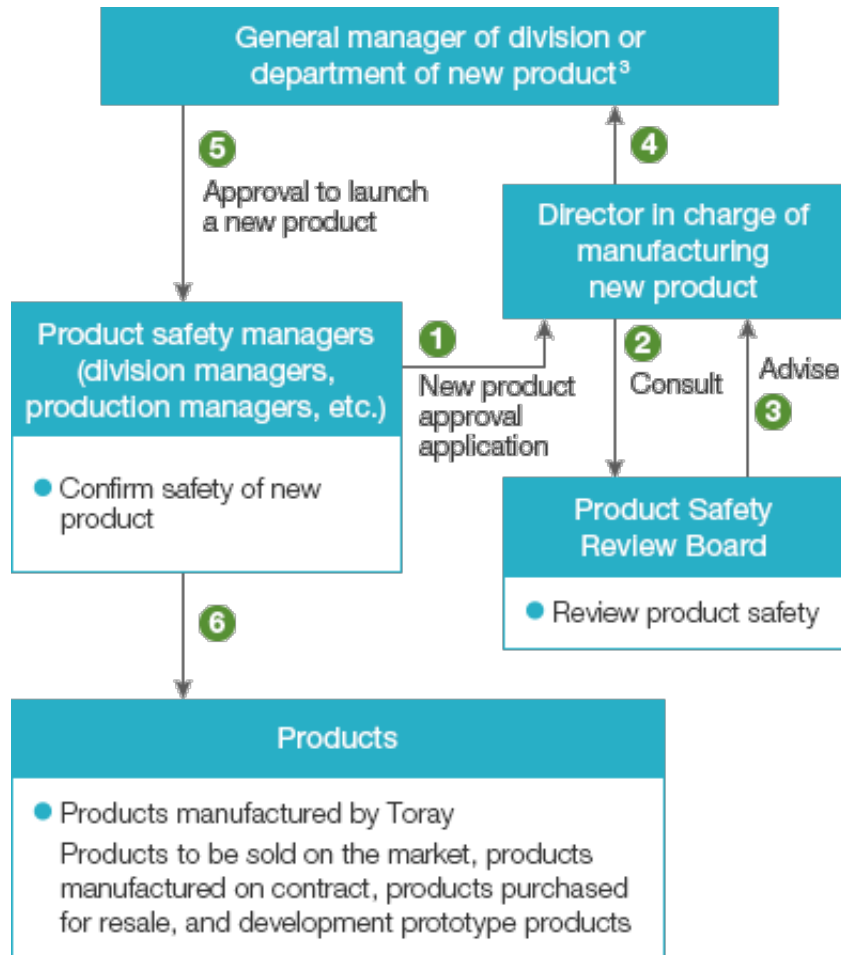 General manager of division or
department of new product³
5
Approval to launch
a new product
4
Director in charge of
manufacturing
new product
Product safety managers
(division managers,
production managers, etc.)
● Confirm safety of new
product
1
New product
approval
application
2
Consult
Advise
3
Product Safety
Review Board
● Review product safety
6
Products
● Products manufactured by Toray
Products to be sold on the market, products
manufactured on contract, products purchased
for resale, and development prototype products